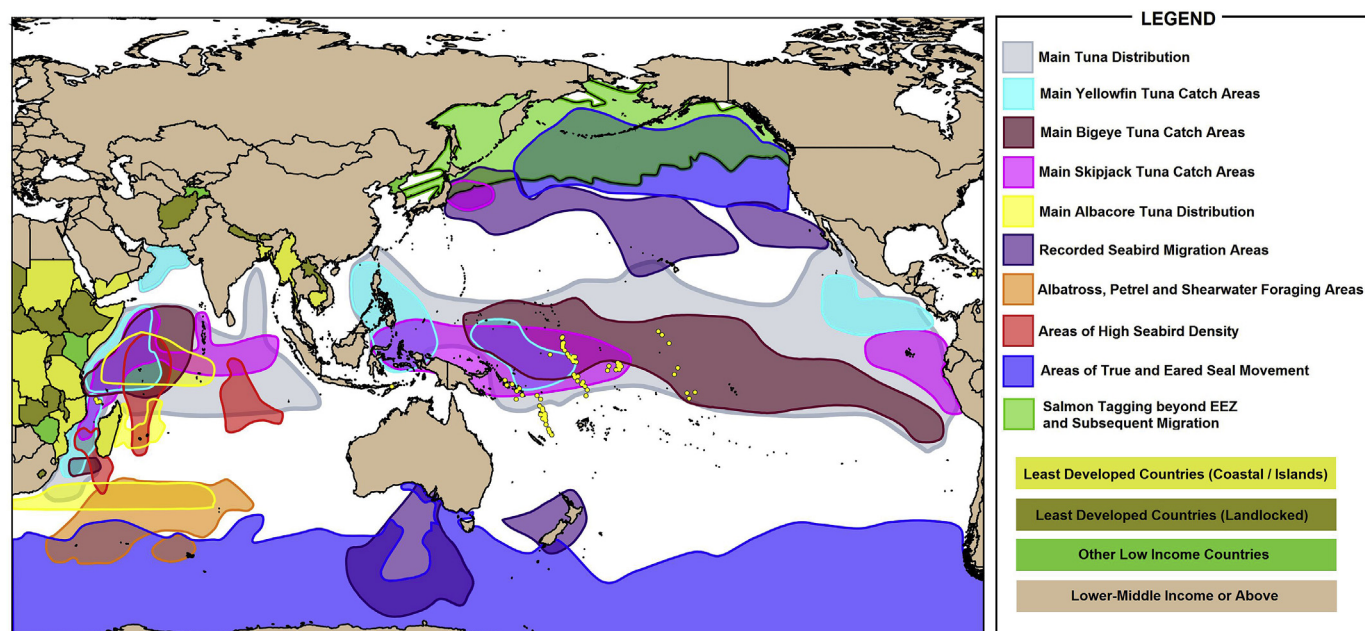 LEGEND
Main Tuna Distribution
Main Yellowfin Tuna Catch Areas
Main Bigeye Tuna Catch Areas
Main Skipjack Tuna Catch Areas
Main Albacore Tuna Distribution
Recorded Seabird Migration Areas
Albatross, Petrel and Shearwater Foraging Areas
Areas of High Seabird Density
Areas of True and Eared Seal Movement
Salmon Tagging beyond EEZ
and Subsequent Migration
Least Developed Countries (Coastal / Islands)
Least Developed Countries (Landlocked)
Other Low Income Countries
Lower-Middle Income or Above